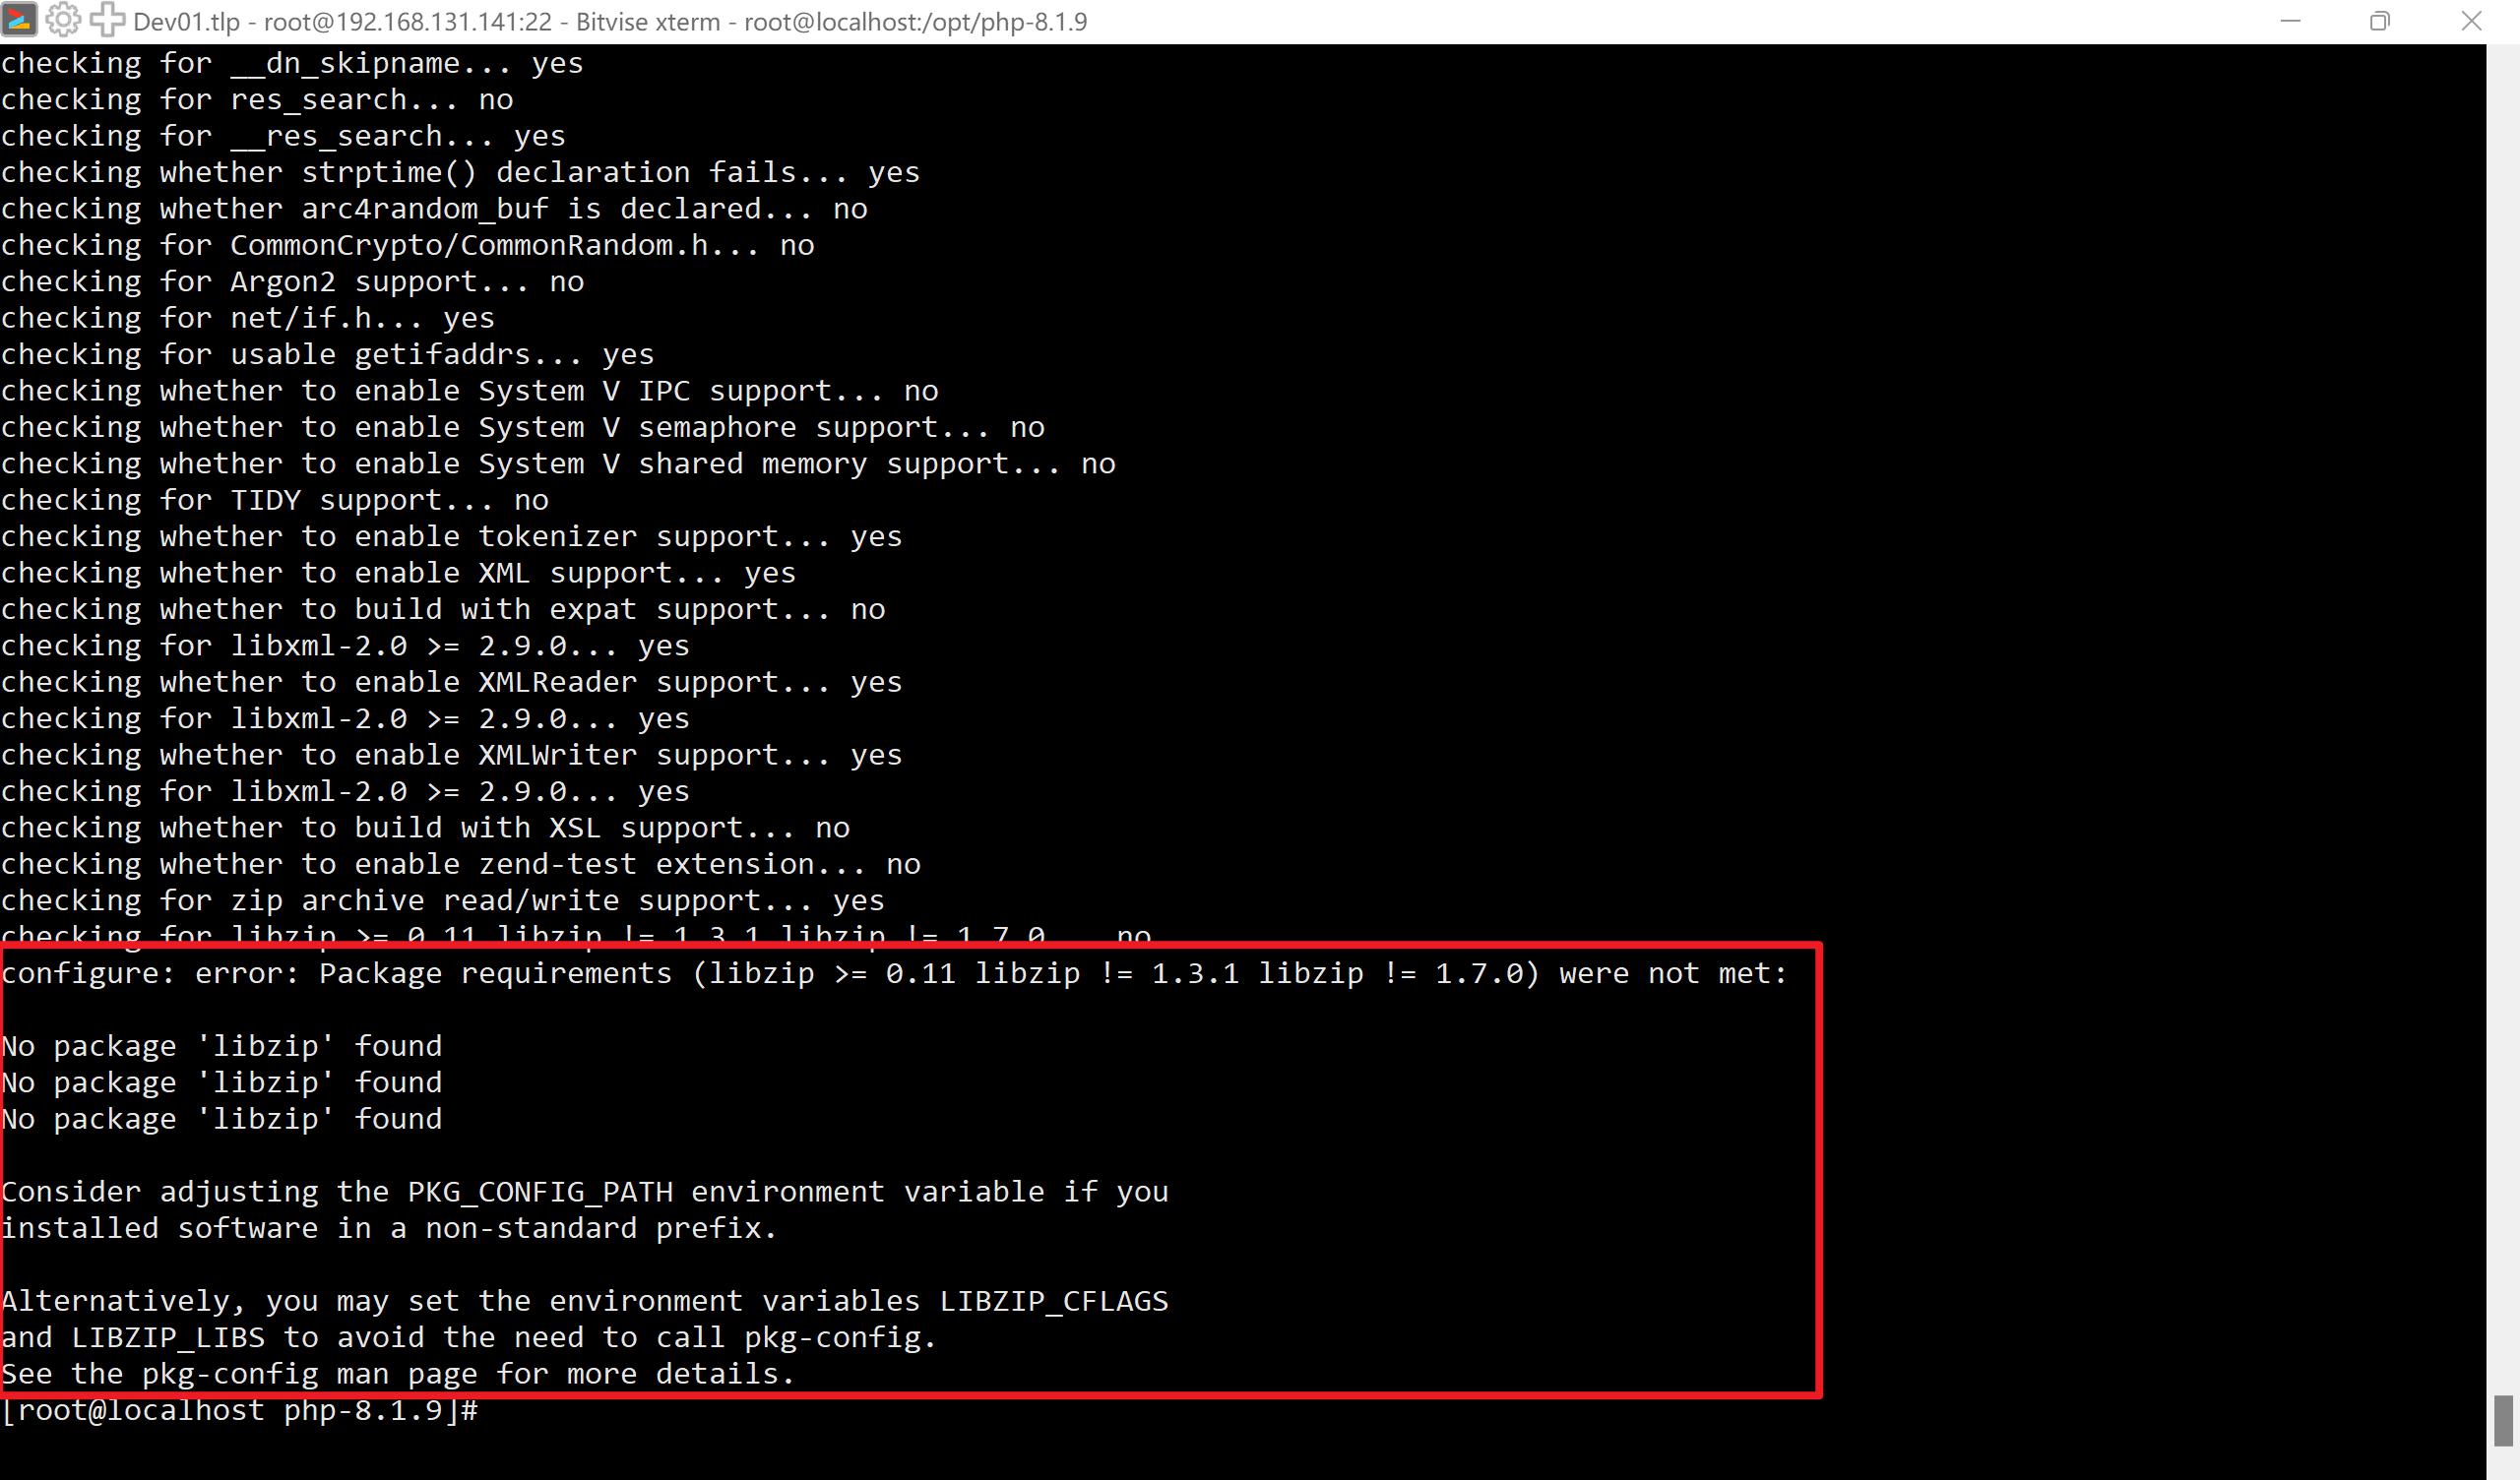 Dev01.tlp - root@192.168.131.141:22 - Bitvise xterm - root@localhost:/opt/php-8.1.9
checking for __dn_skipname... yes
checking for res_search... no
checking for __res_search... yes
checking whether strptime() declaration fails... yes
checking whether arc4random_buf is declared... no
checking for CommonCrypto/CommonRandom.h... no
checking for Argon2 support... no
checking for net/if.h... yes
checking for usable getifaddrs... yes
checking whether to enable System V IPC support... no
checking whether to enable System V semaphore support... no
checking whether to enable System V shared memory support... no
checking for TIDY support... no
checking whether to enable tokenizer support... yes
checking whether to enable XML support... yes
checking whether to build with expat support... no
checking for libxml-2.0 >= 2.9.0... yes
checking whether to enable XMLReader support... yes
checking for libxml-2.0 >= 2.9.0... yes
checking whether to enable XMLWriter support... yes
checking for libxml-2.0 >= 2.9.0... yes
checking whether to build with XSL support... no
checking whether to enable zend-test extension... no
checking for zip archive read/write support... yes
checking for libzip >= 0.11 libzip != 1.3.1 libzip != 1.7.0... no
configure: error: Package requirements (libzip >= 0.11 libzip != 1.3.1 libzip != 1.7.0) were not met:
No package 'libzip' found
No package 'libzip' found
No package 'libzip' found
Consider adjusting the PKG_CONFIG_PATH environment variable if you
installed software in a non-standard prefix.
Alternatively, you may set the environment variables LIBZIP_CFLAGS
and LIBZIP_LIBS to avoid the need to call pkg-config.
See the pkg-config man page for more details.
[root@localhost php-8.1.9]#